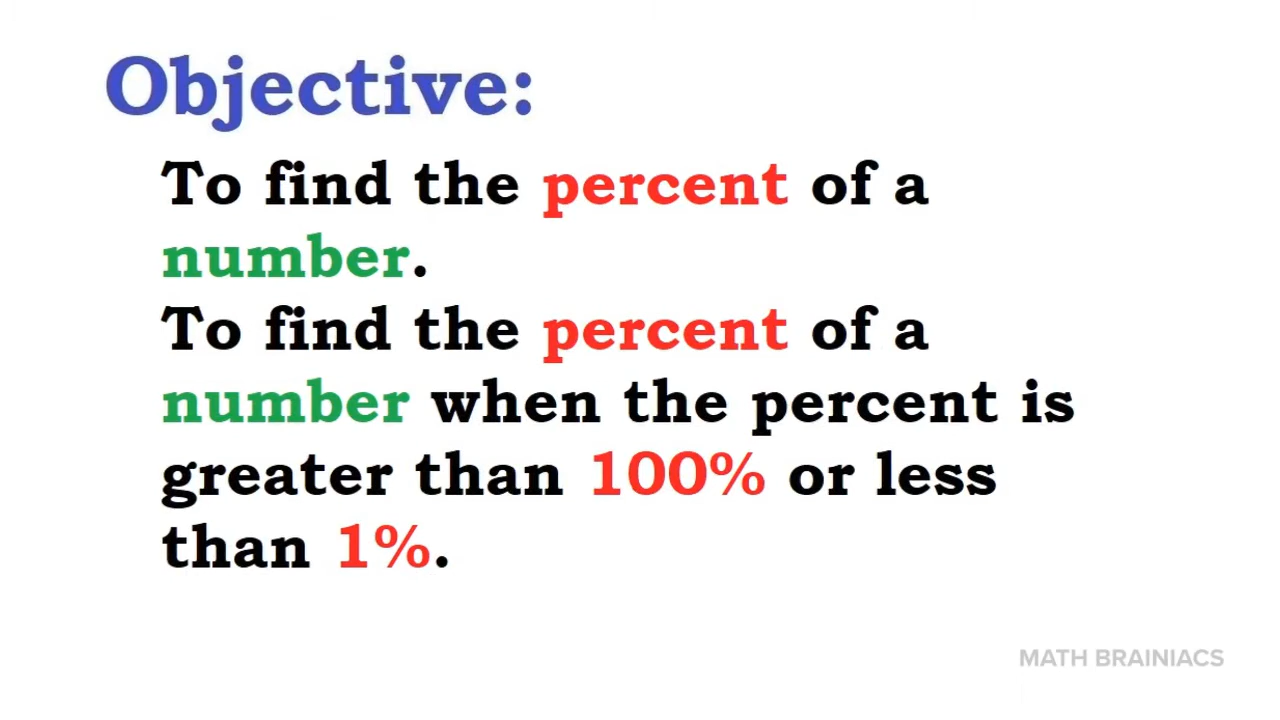 Objective:
To find the percent of a
number.
To find the percent of a
number when the percent is
greater than 100% or less
than 1%.
MATH BRAINIACS